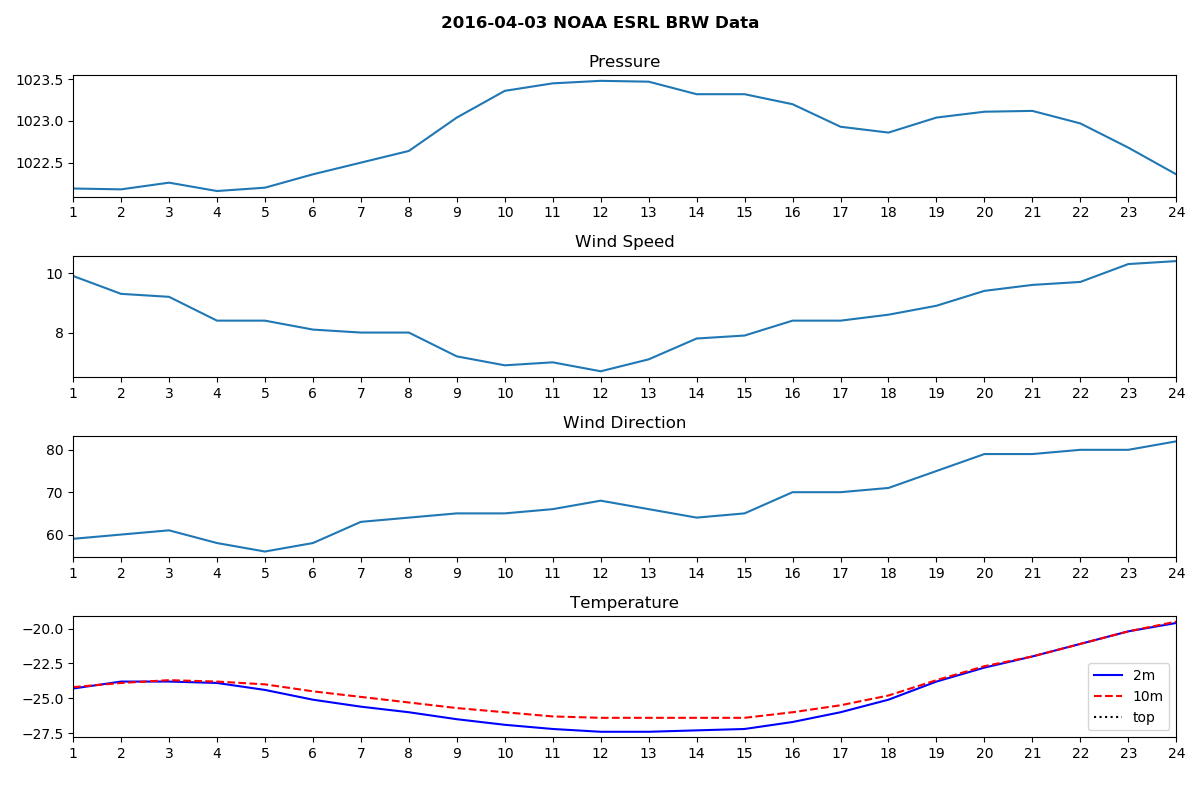 2016-04-03 NOAA ESRL BRW Data
Pressure
1023.5
1023.0
1022.5
1 2 3 4 5 6 7 8 9 10 11 12 13 14 15 16 17 18 19 20 21 22 23 24
Wind Speed
10
8
1 2 3 4 5 6 7 8 9 10 11 12 13 14 15 16 17 18 19 20 21 22 23 24
Wind Direction
80
70
60
1 2 3 4 5 6 7 8 9 10 11 12 13 14 15 16 17 18 19 20 21 22 23 24
Temperature
−20.0
−22.5
−25.0
−27.5
2m
10m
top
1 2 3 4 5 6 7 8 9 10 11 12 13 14 15 16 17 18 19 20 21 22 23 24